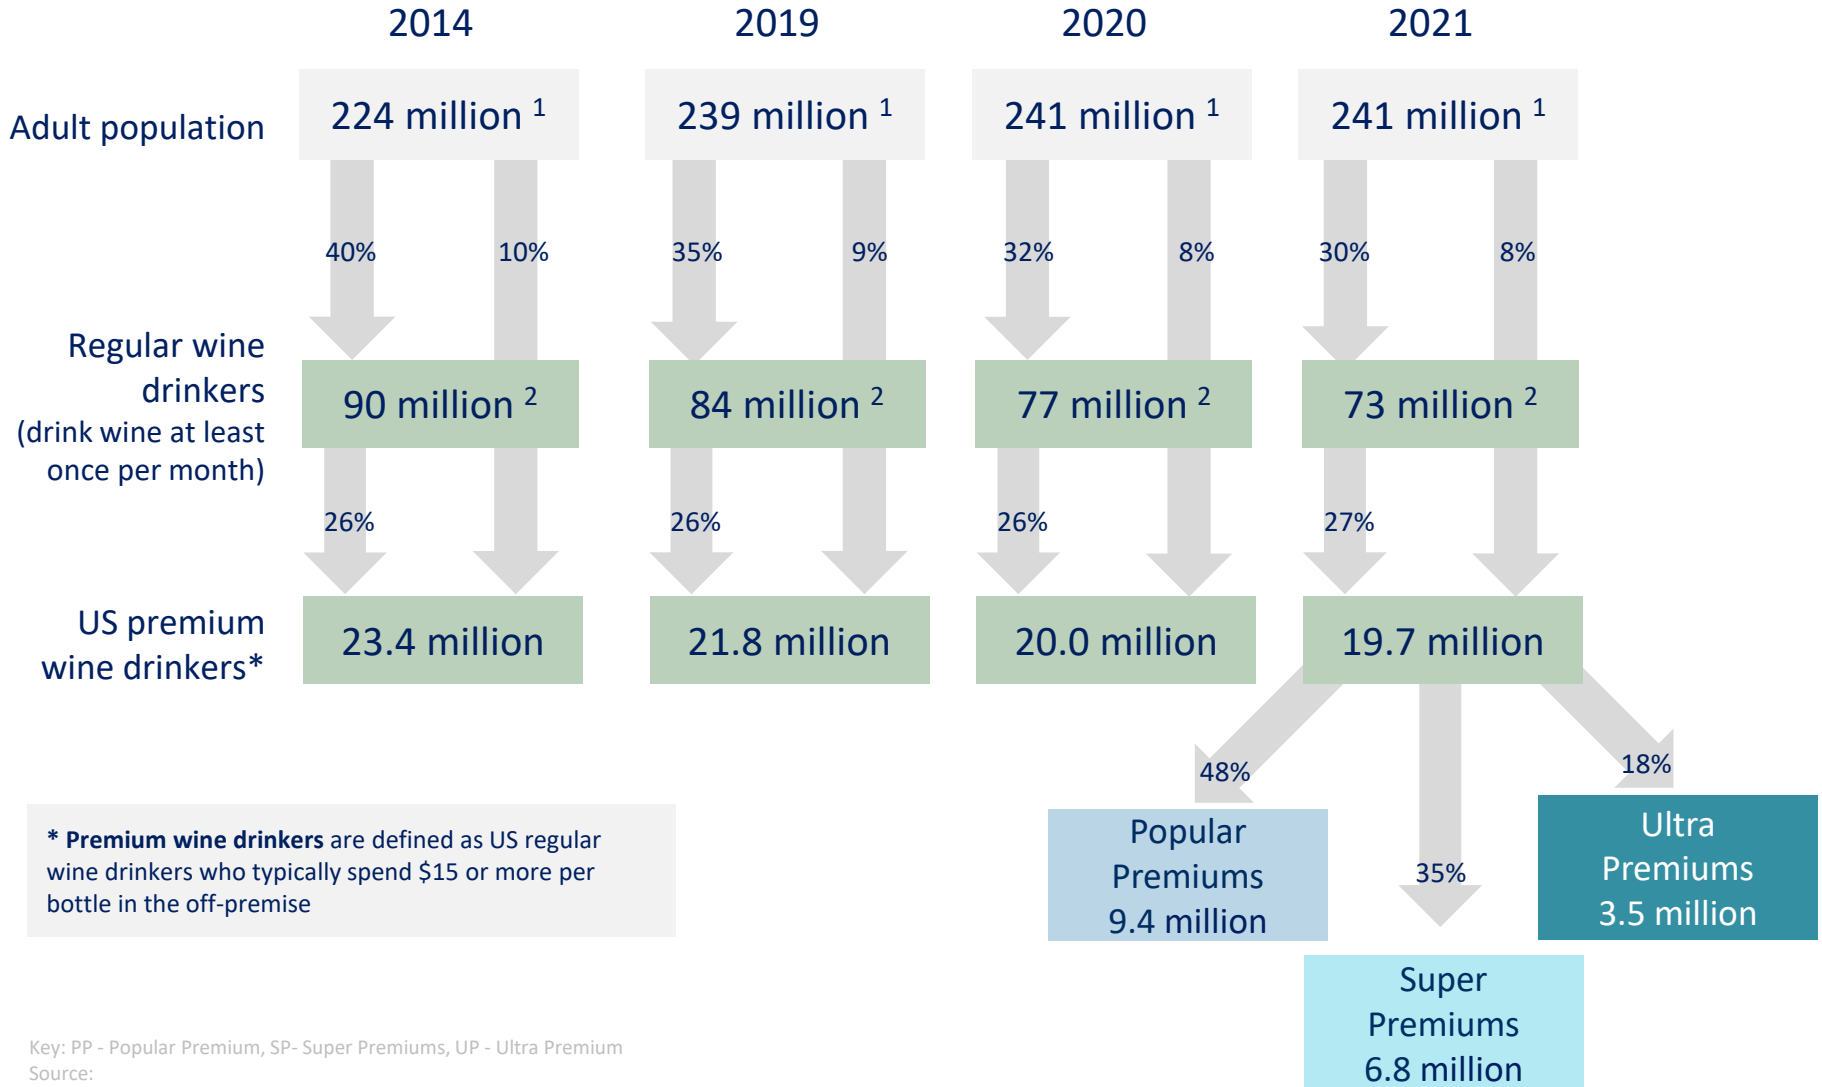 2014 2019 2020 2021
Adult population 224 million ¹ 239 million ¹ 241 million ¹ 241 million ¹
40% 10% 35% 9% 32% 8% 30% 8%
Regular wine
drinkers
(drink wine at least
once per month)
90 million ² 84 million ² 77 million ² 73 million ²
26% 26% 26% 27%
US premium
wine drinkers*
23.4 million 21.8 million 20.0 million 19.7 million
48% 35% 18%
Popular
Premiums
9.4 million
Super
Premiums
6.8 million
Ultra
Premiums
3.5 million
* Premium wine drinkers are defined as US regular
wine drinkers who typically spend $15 or more per
bottle in the off-premise
Key: PP - Popular Premium, SP- Super Premiums, UP - Ultra Premium
Source: